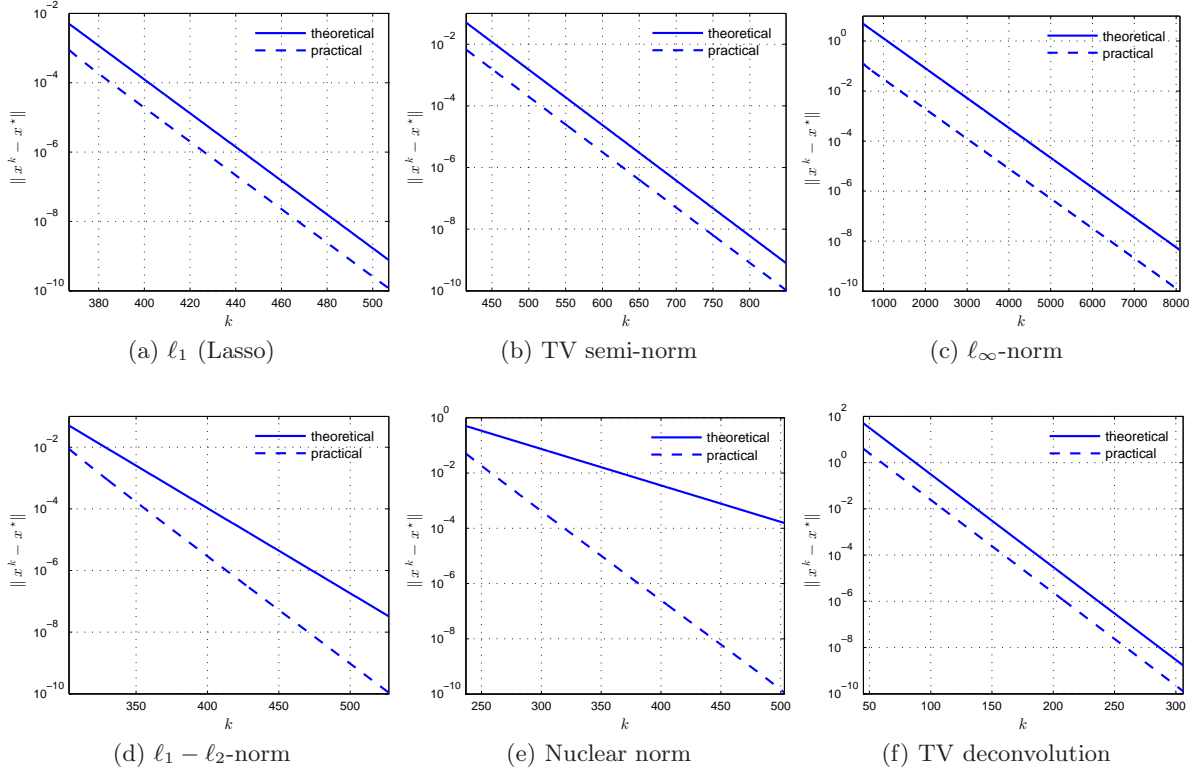 10^−2
10^−4
10^−6
10^−8
10^−10
‖ x^k − x^⋆ ‖
theoretical
practical
380 400 420 440 460 480 500
k
(a) ℓ_1 (Lasso)
10^−2
10^−4
10^−6
10^−8
10^−10
‖ x^k − x^⋆ ‖
theoretical
practical
450 500 550 600 650 700 750 800
k
(b) TV semi-norm
10^0
10^−2
10^−4
10^−6
10^−8
10^−10
‖ x^k − x^⋆ ‖
theoretical
practical
1000 2000 3000 4000 5000 6000 7000 8000
k
(c) ℓ_∞-norm
10^−2
10^−4
10^−6
10^−8
10^−10
‖ x^k − x^⋆ ‖
theoretical
practical
350 400 450 500
k
(d) ℓ_1 − ℓ_2-norm
10^0
10^−2
10^−4
10^−6
10^−8
10^−10
‖ x^k − x^⋆ ‖
theoretical
practical
250 300 350 400 450 500
k
(e) Nuclear norm
10^2
10^0
10^−2
10^−4
10^−6
10^−8
10^−10
‖ x^k − x^⋆ ‖
theoretical
practical
50 100 150 200 250 300
k
(f) TV deconvolution